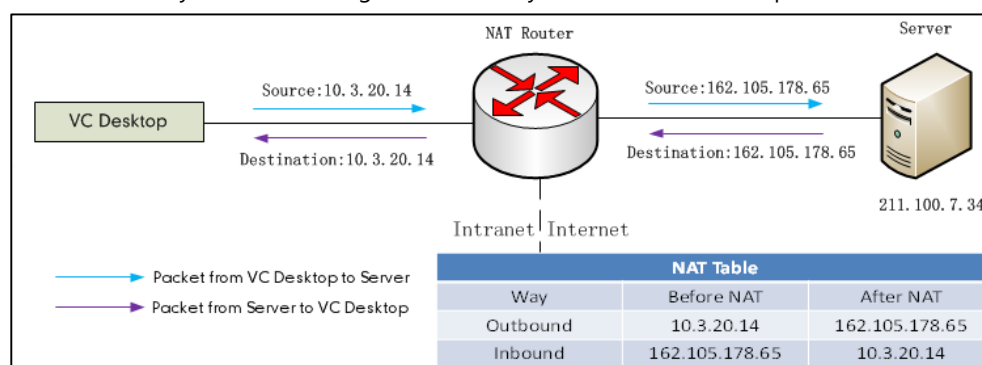 NAT Router
Server
Source:10.3.20.14
Source:162.105.178.65
VC Desktop
Destination:10.3.20.14
Destination:162.105.178.65
211.100.7.34
Intranet Internet
Packet from VC Desktop to Server
Packet from Server to VC Desktop
NAT Table
Way Before NAT After NAT
Outbound 10.3.20.14 162.105.178.65
Inbound 162.105.178.65 10.3.20.14